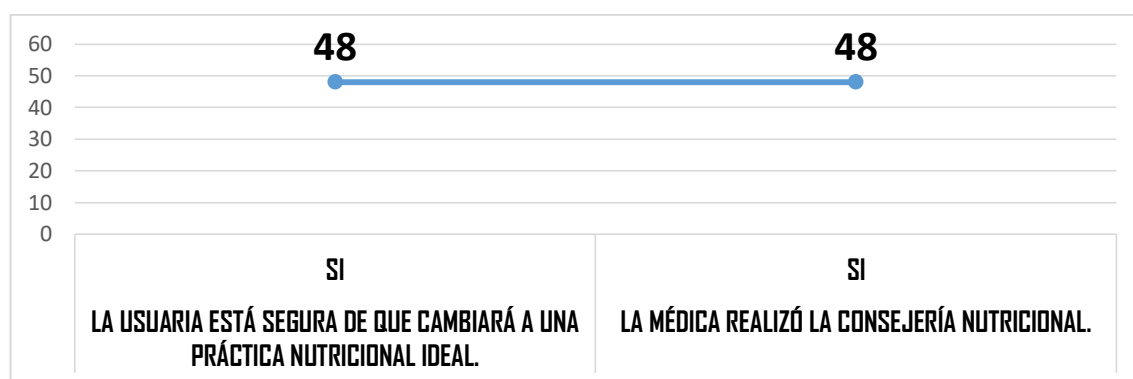 60
50
40
30
20
10
0
48
48
SI
SI
LA USUARIA ESTÁ SEGURA DE QUE CAMBIARÁ A UNA
PRÁCTICA NUTRICIONAL IDEAL.
LA MÉDICA REALIZÓ LA CONSEJERÍA NUTRICIONAL.